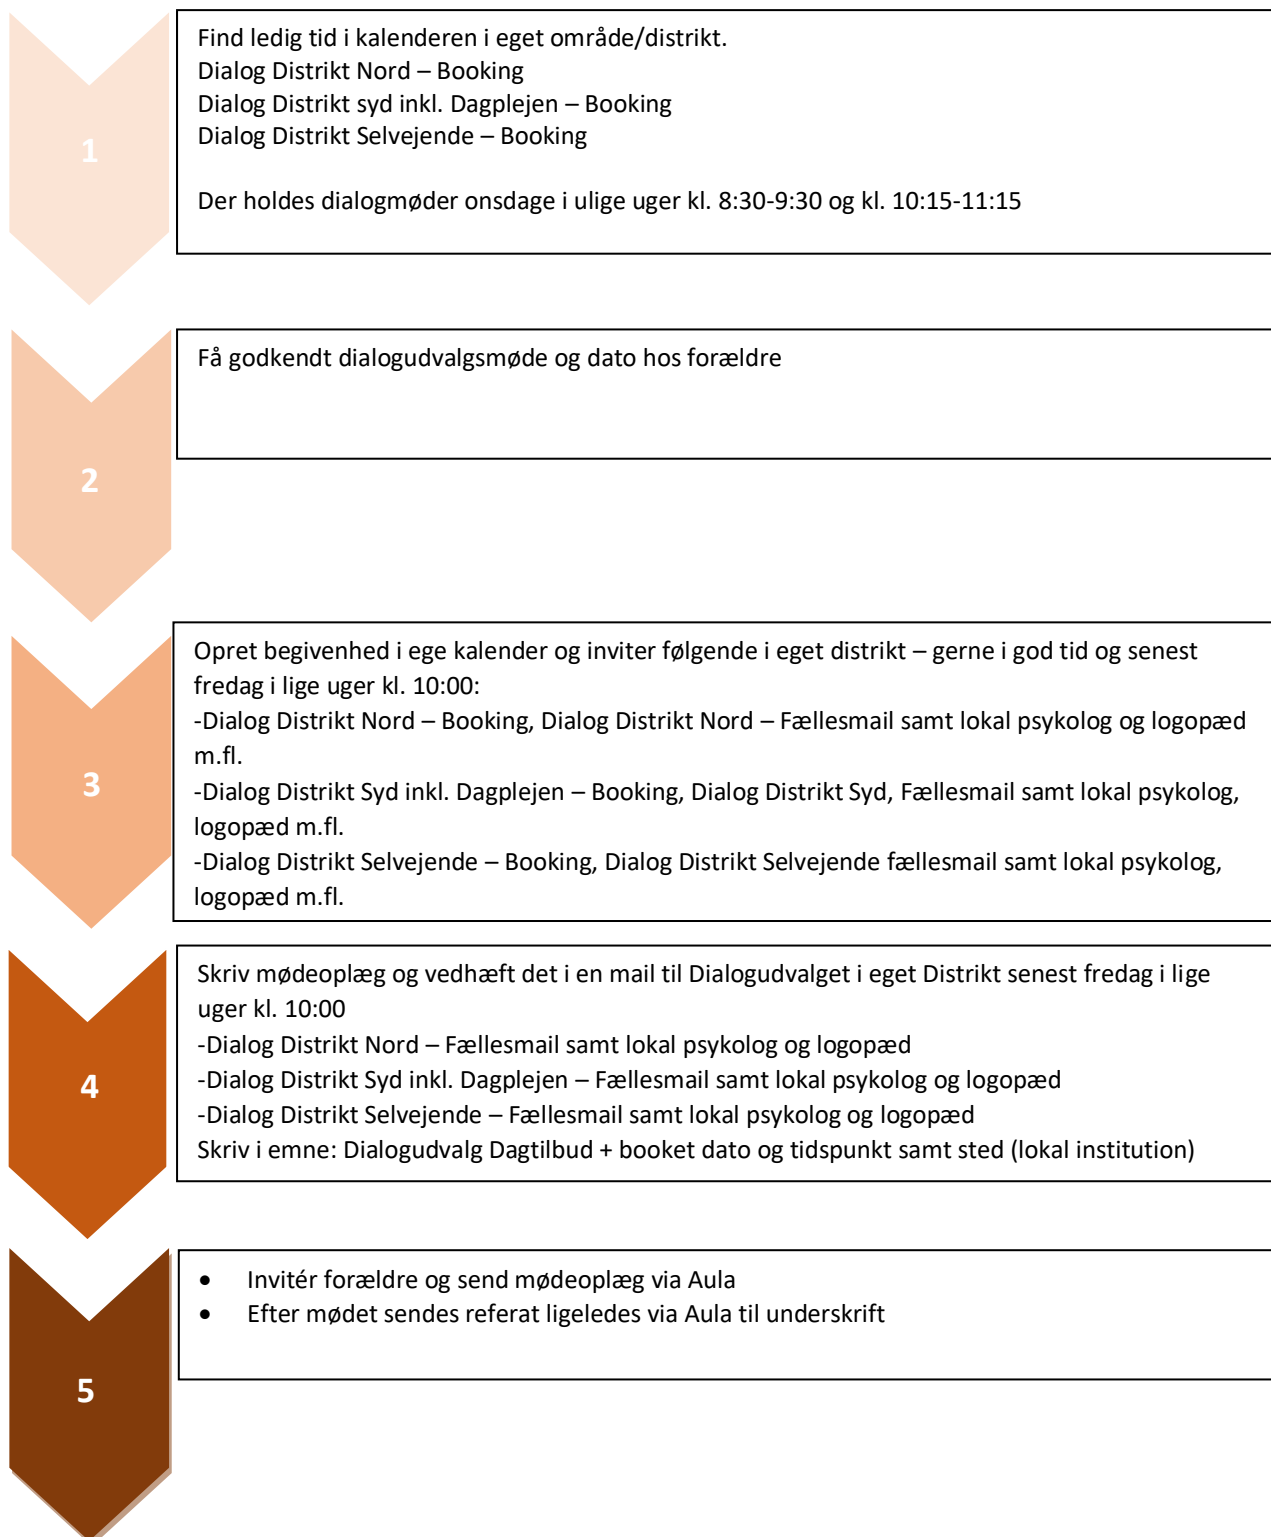 1
Find ledig tid i kalenderen i eget område/distrikt.
Dialog Distrikt Nord – Booking
Dialog Distrikt syd inkl. Dagplejen – Booking
Dialog Distrikt Selvejende – Booking
Der holdes dialogmøder onsdage i ulige uger kl. 8:30-9:30 og kl. 10:15-11:15
2
Få godkendt dialogudvalgsmøde og dato hos forældre
3
Opret begivenhed i ege kalender og inviter følgende i eget distrikt – gerne i god tid og senest
fredag i lige uger kl. 10:00:
-Dialog Distrikt Nord – Booking, Dialog Distrikt Nord – Fællesmail samt lokal psykolog og logopæd
m.fl.
-Dialog Distrikt Syd inkl. Dagplejen – Booking, Dialog Distrikt Syd, Fællesmail samt lokal psykolog,
logopæd m.fl.
-Dialog Distrikt Selvejende – Booking, Dialog Distrikt Selvejende fællesmail samt lokal psykolog,
logopæd m.fl.
4
Skriv mødeoplæg og vedhæft det i en mail til Dialogudvalget i eget Distrikt senest fredag i lige
uger kl. 10:00
-Dialog Distrikt Nord – Fællesmail samt lokal psykolog og logopæd
-Dialog Distrikt Syd inkl. Dagplejen – Fællesmail samt lokal psykolog og logopæd
-Dialog Distrikt Selvejende – Fællesmail samt lokal psykolog og logopæd
Skriv i emne: Dialogudvalg Dagtilbud + booket dato og tidspunkt samt sted (lokal institution)
5
• Invitér forældre og send mødeoplæg via Aula
• Efter mødet sendes referat ligeledes via Aula til underskrift